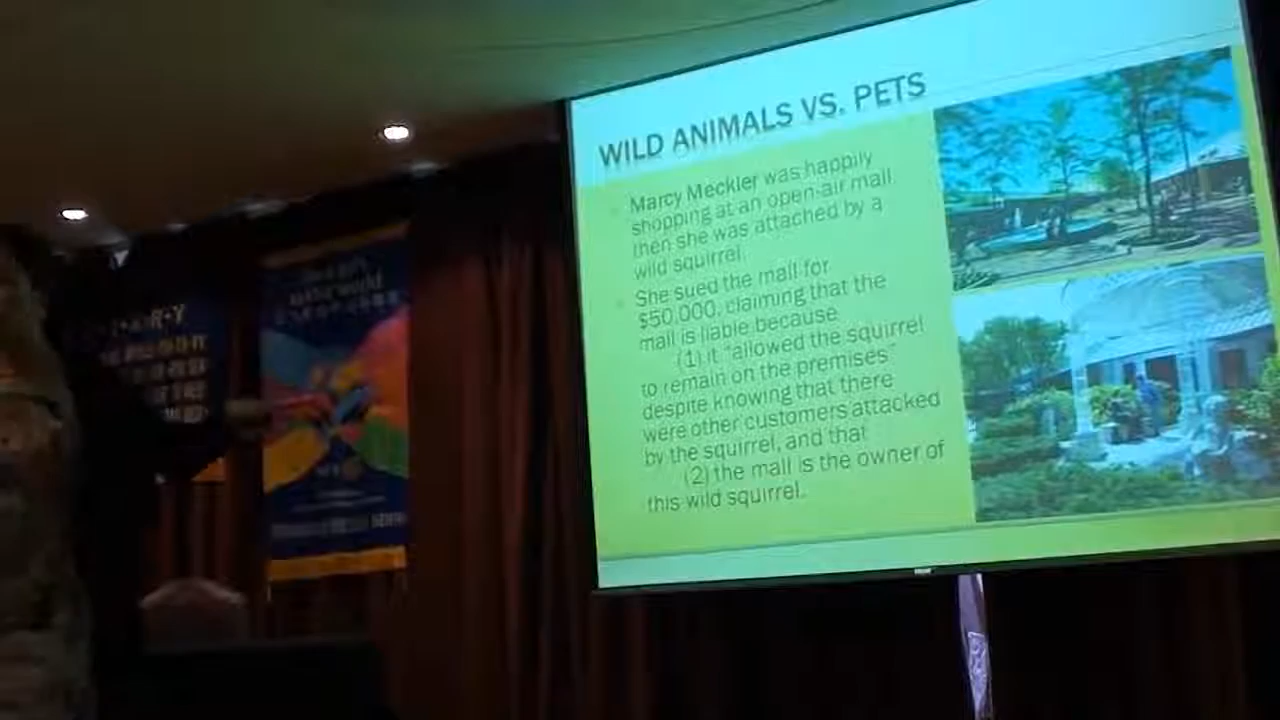 WILD ANIMALS VS. PETS
Marcy Meckler was happily
shopping at an open-air mall
then she was attached by a
wild squirrel.
She sued the mall for
$50,000, claiming that the
mall is liable because
(1) it "allowed the squirrel
to remain on the premises"
despite knowing that there
were other customers attacked
by the squirrel, and that
(2) the mall is the owner of
this wild squirrel.